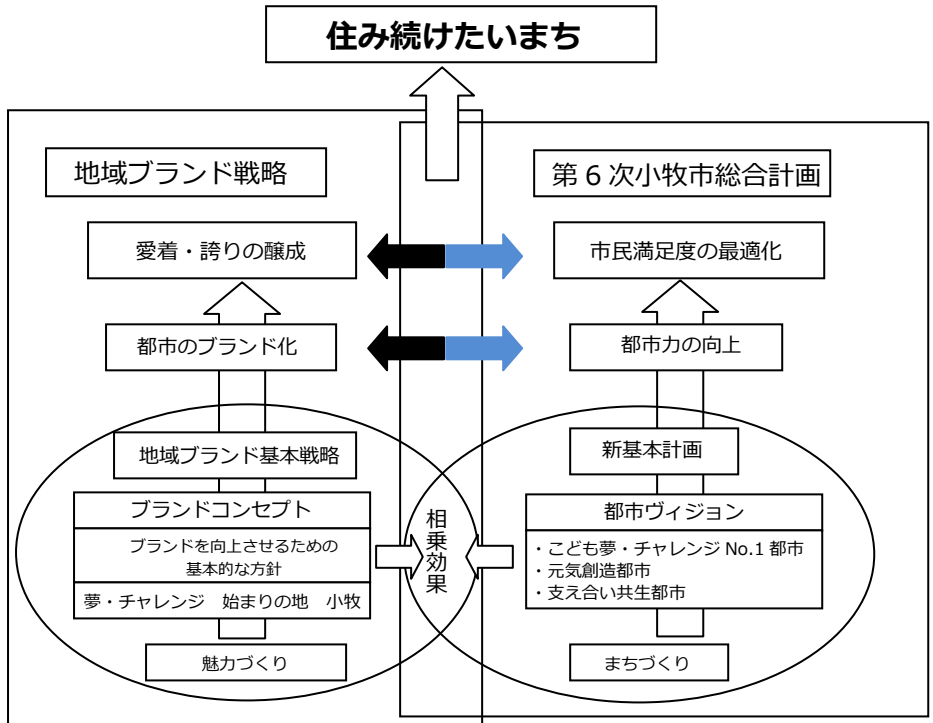 住み続けたいまち
地域ブランド戦略
愛着・誇りの醸成
都市のブランド化
地域ブランド基本戦略
ブランドコンセプト
ブランドを向上させるための
基本的な方針
夢・チャレンジ　始まりの地　小牧
魅力づくり
相乗効果
第6次小牧市総合計画
市民満足度の最適化
都市力の向上
新基本計画
都市ヴィジョン
・こども夢・チャレンジ No.1 都市
・元気創造都市
・支え合い共生都市
まちづくり